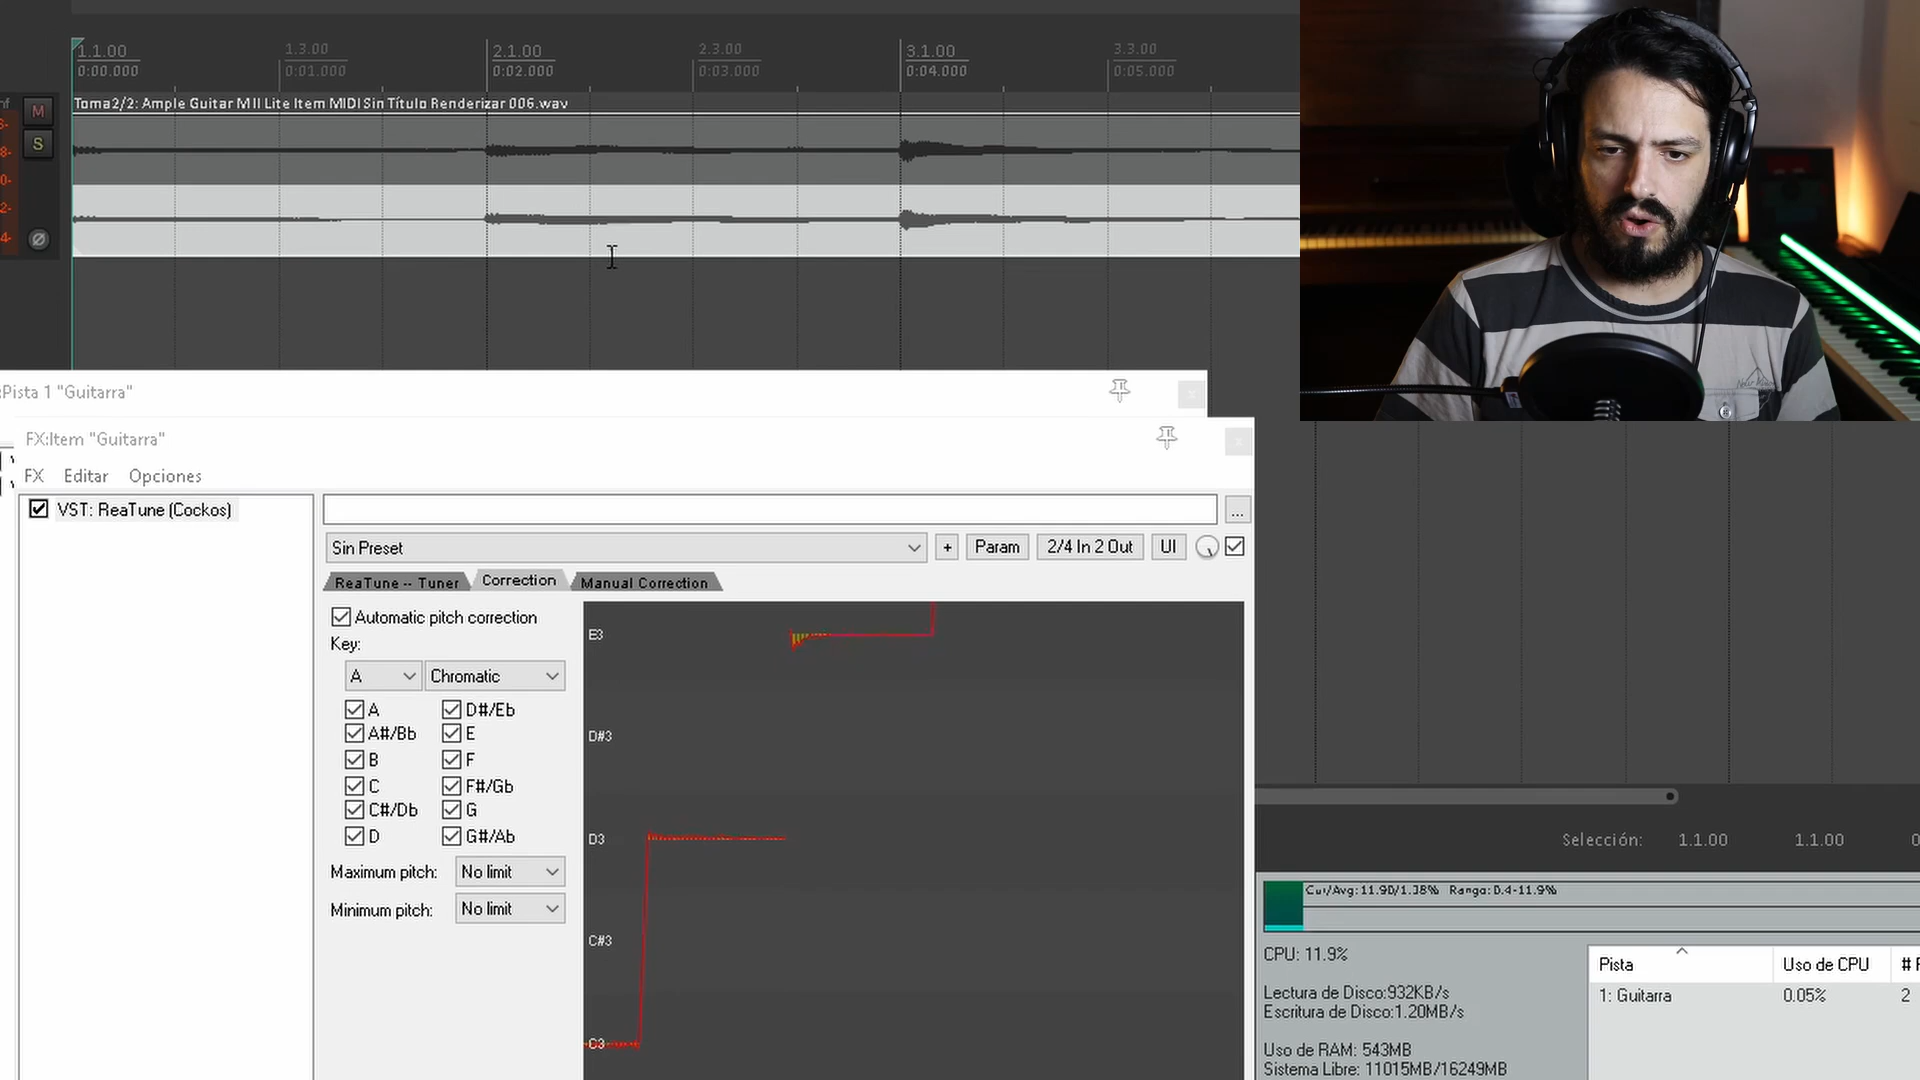 1.1.00 1.3.00 2.1.00 2.3.00 3.1.00 3.3.00
0:00.000 0:01.000 0:02.000 0:03.000 0:04.000 0:05.000
Toma2/2: Ample Guitar M II Lite Item MIDI Sin Título Renderizar 006.wav
M
S
Pista 1 "Guitarra"
FX:Item "Guitarra"
FX Editar Opciones
VST: ReaTune (Cockos)
...
Sin Preset
+ Param 2/4 In 2 Out UI
ReaTune -- Tuner Correction Manual Correction
Automatic pitch correction
Key:
A Chromatic
A D#/Eb
A#/Bb E
B F
C F#/Gb
C#/Db G
D G#/Ab
Maximum pitch: No limit
Minimum pitch: No limit
E3
D#3
D3
C#3
C3
Selección: 1.1.00 1.1.00
Cur/Avg: 11.90/1.38% Range: 0.4-11.9%
CPU: 11.9%
Lectura de Disco:932KB/s
Escritura de Disco:1.20MB/s
Uso de RAM: 543MB
Sistema Libre: 11015MB/16249MB
Pista Uso de CPU #
1: Guitarra 0.05% 2